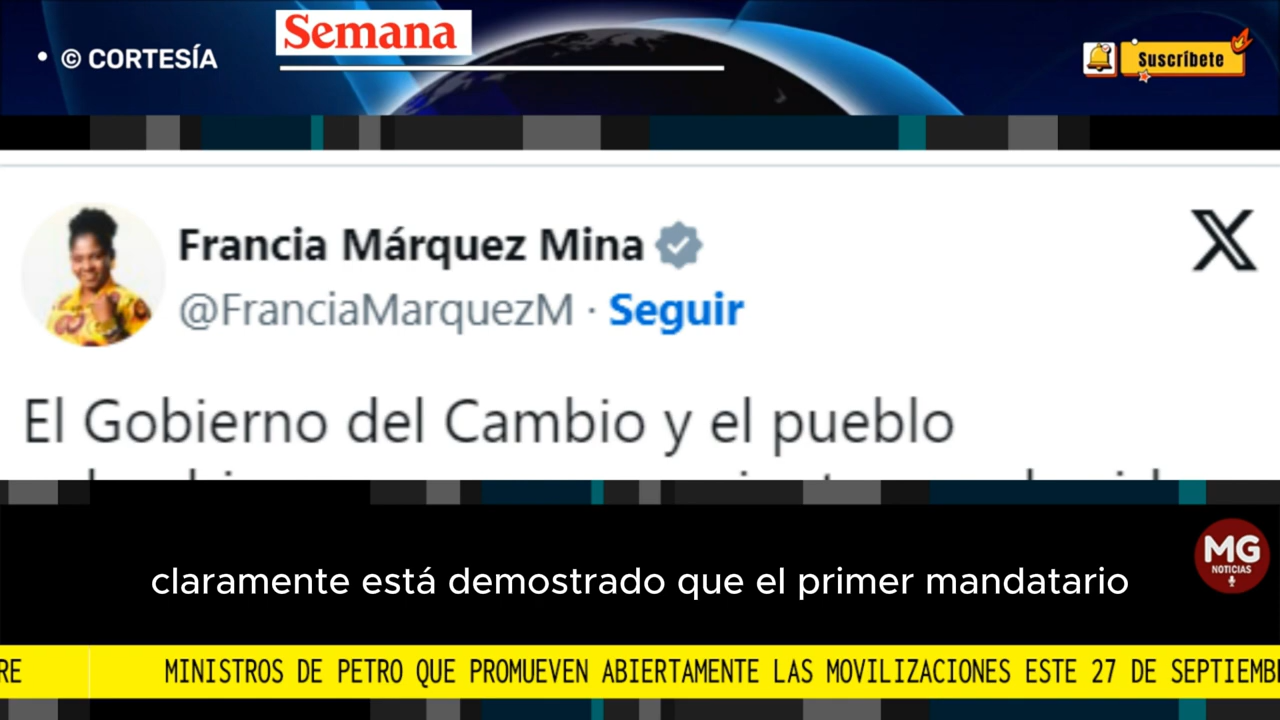 • © CORTESÍA
Semana
Suscríbete
Francia Márquez Mina
@FranciaMarquezM · Seguir
El Gobierno del Cambio y el pueblo
claramente está demostrado que el primer mandatario
MG
NOTICIAS
RE MINISTROS DE PETRO QUE PROMUEVEN ABIERTAMENTE LAS MOVILIZACIONES ESTE 27 DE SEPTIEMB